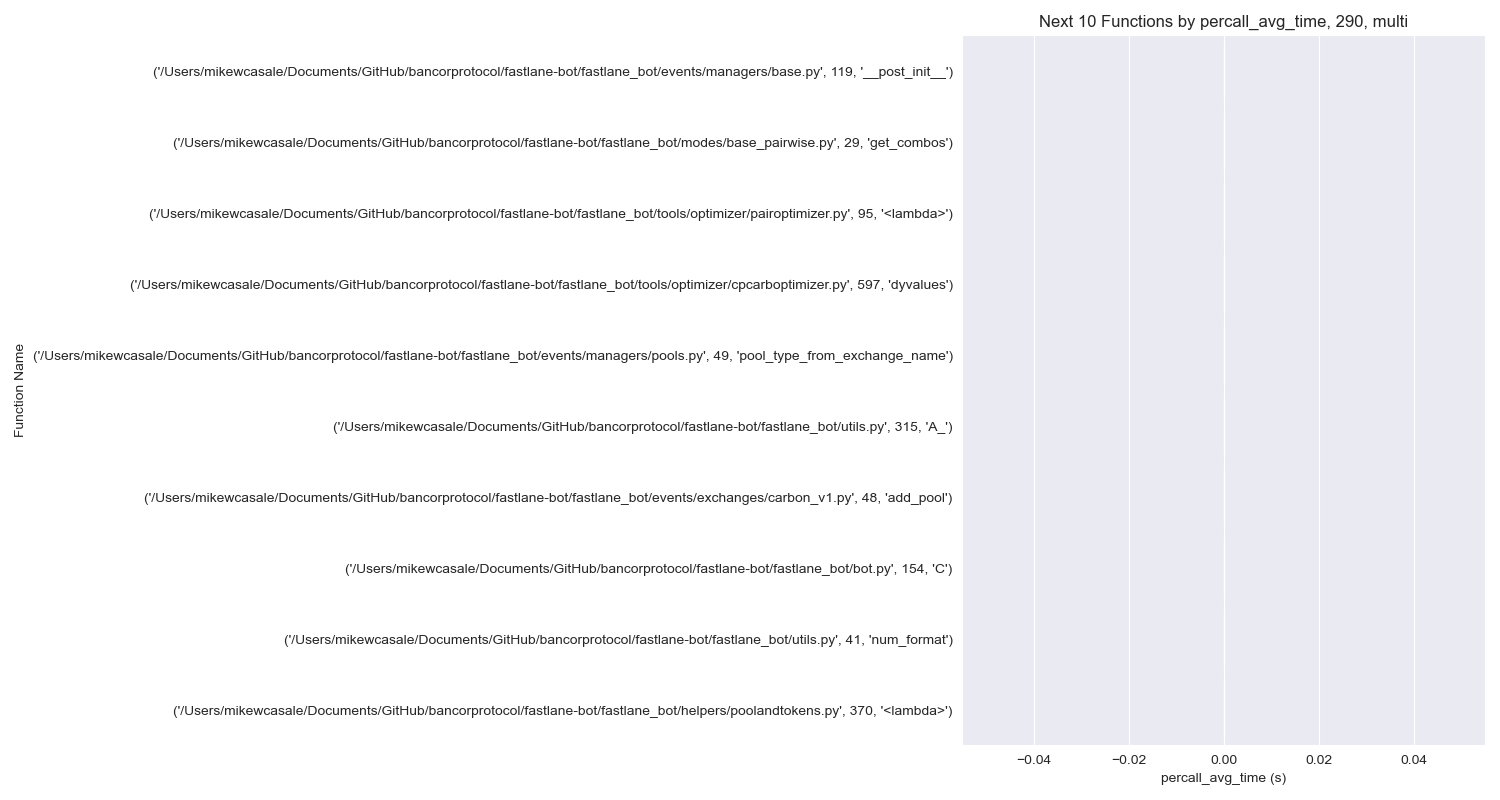 Next 10 Functions by percall_avg_time, 290, multi
('/Users/mikewcasale/Documents/GitHub/bancorprotocol/fastlane-bot/fastlane_bot/events/managers/base.py', 119, '__post_init__')
('/Users/mikewcasale/Documents/GitHub/bancorprotocol/fastlane-bot/fastlane_bot/modes/base_pairwise.py', 29, 'get_combos')
('/Users/mikewcasale/Documents/GitHub/bancorprotocol/fastlane-bot/fastlane_bot/tools/optimizer/pairoptimizer.py', 95, '<lambda>')
('/Users/mikewcasale/Documents/GitHub/bancorprotocol/fastlane-bot/fastlane_bot/tools/optimizer/cpcarboptimizer.py', 597, 'dyvalues')
Function Name
('/Users/mikewcasale/Documents/GitHub/bancorprotocol/fastlane-bot/fastlane_bot/events/managers/pools.py', 49, 'pool_type_from_exchange_name')
('/Users/mikewcasale/Documents/GitHub/bancorprotocol/fastlane-bot/fastlane_bot/utils.py', 315, 'A_')
('/Users/mikewcasale/Documents/GitHub/bancorprotocol/fastlane-bot/fastlane_bot/events/exchanges/carbon_v1.py', 48, 'add_pool')
('/Users/mikewcasale/Documents/GitHub/bancorprotocol/fastlane-bot/fastlane_bot/bot.py', 154, 'C')
('/Users/mikewcasale/Documents/GitHub/bancorprotocol/fastlane-bot/fastlane_bot/utils.py', 41, 'num_format')
('/Users/mikewcasale/Documents/GitHub/bancorprotocol/fastlane-bot/fastlane_bot/helpers/poolandtokens.py', 370, '<lambda>')
−0.04 −0.02 0.00 0.02 0.04
percall_avg_time (s)